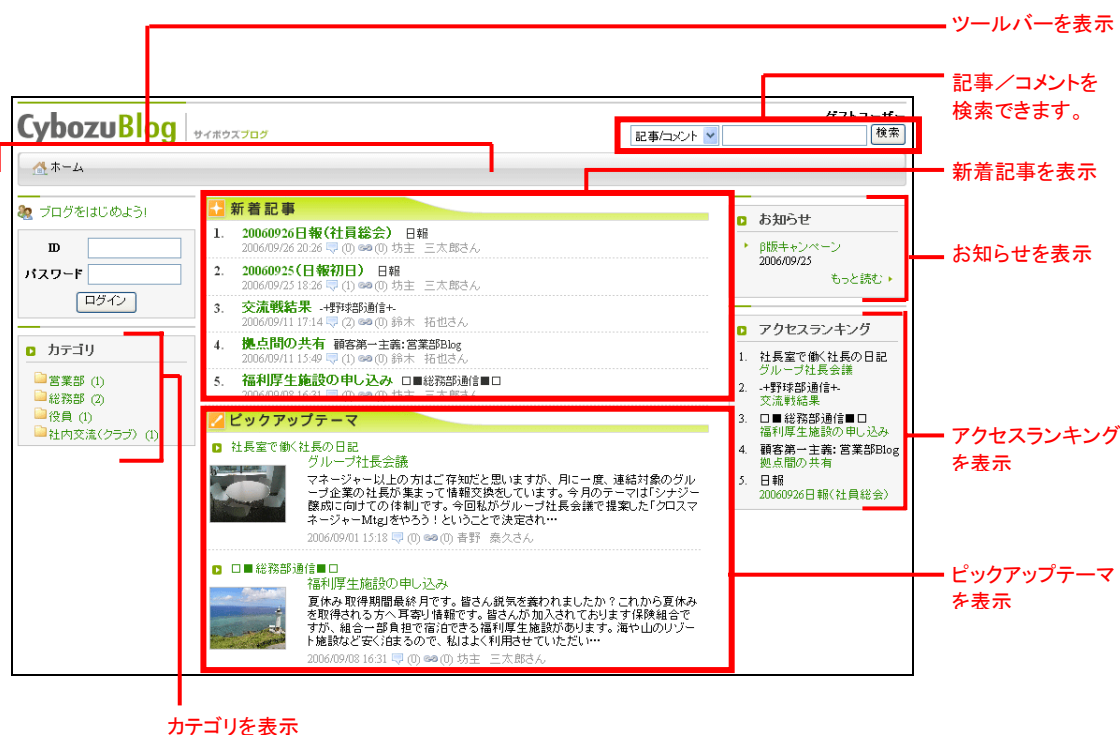 ツールバーを表示
記事／コメントを
検索できます。
CybozuBlog サイボウズブログ
記事/コメント 検索
ホーム
新着記事を表示
ブログをはじめよう!
ID
パスワード
ログイン
カテゴリ
営業部 (1)
総務部 (2)
役員 (1)
社内交流(クラブ) (1)
カテゴリを表示
新着記事
1. 20060926日報(社員総会) 日報
2006/09/26 20:26 (0) (0) 坊主 三太郎さん
2. 20060925(日報初日) 日報
2006/09/25 18:26 (1) (0) 坊主 三太郎さん
3. 交流戦結果 -+野球部通信+-
2006/09/11 17:14 (2) (0) 鈴木 拓也さん
4. 拠点間の共有 顧客第一主義:営業部Blog
2006/09/11 15:49 (1) (0) 鈴木 拓也さん
5. 福利厚生施設の申し込み □■総務部通信■□
2006/09/08 16:31 (0) (0) 坊主 三太郎さん
ピックアップテーマ
社長室で働く社長の日記
グループ社長会議
マネージャー以上の方はご存知だと思いますが、月に一度、連結対象のグル
ープ企業の社長が集まって情報交換をしています。今月のテーマは「シナジー
醸成に向けての体制」です。今回私がグループ社長会議で提案した「クロスマ
ネージャーMtg」をやろう！ということで決定され…
2006/09/01 15:18 (0) (0) 青野 泰久さん
□■総務部通信■□
福利厚生施設の申し込み
夏休み取得期間最終月です。皆さん鋭気を養われましたか？これから夏休み
を取得される方へ耳寄り情報です。皆さんが加入されております保険組合で
すが、組合一部負担で宿泊できる福利厚生施設があります。海や山のリゾー
ト施設など安く泊まるので、私はよく利用させていただい…
2006/09/08 16:31 (0) (0) 坊主 三太郎さん
お知らせ
β版キャンペーン
2006/09/25
もっと読む
お知らせを表示
アクセスランキング
1. 社長室で働く社長の日記
グループ社長会議
2. -+野球部通信+-
交流戦結果
3. □■総務部通信■□
福利厚生施設の申し込み
4. 顧客第一主義:営業部Blog
拠点間の共有
5. 日報
20060926日報(社員総会)
アクセスランキング
を表示
ピックアップテーマ
を表示